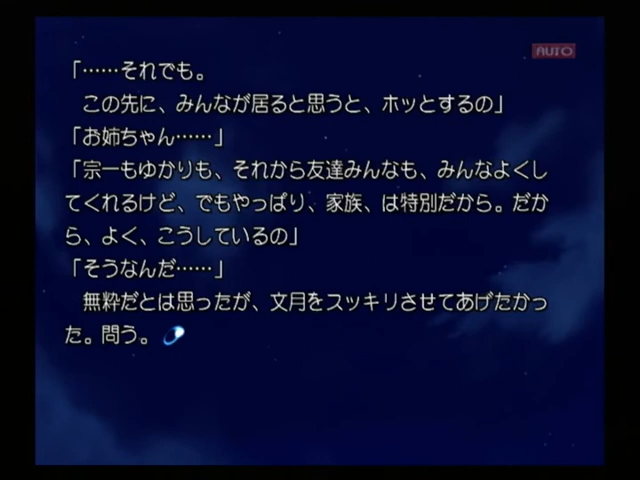 AUTO
「……それでも。
　この先に、みんなが居ると思うと、ホッとするの」
「お姉ちゃん……」
「宗一もゆかりも、それから友達みんなも、みんなよくし
てくれるけど、でもやっぱり、家族、は特別だから。だか
ら、よく、こうしているの」
「そうなんだ……」
　無粋だとは思ったが、文月をスッキリさせてあげたかっ
た。問う。